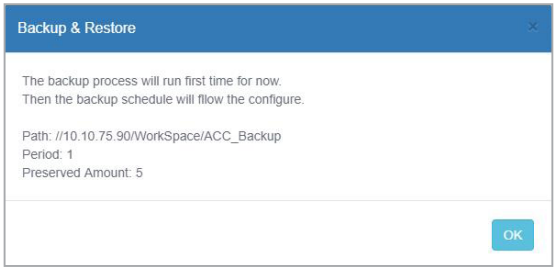 Backup & Restore
×
The backup process will run first time for now.
Then the backup schedule will fllow the configure.
Path: //10.10.75.90/WorkSpace/ACC_Backup
Period: 1
Preserved Amount: 5
OK